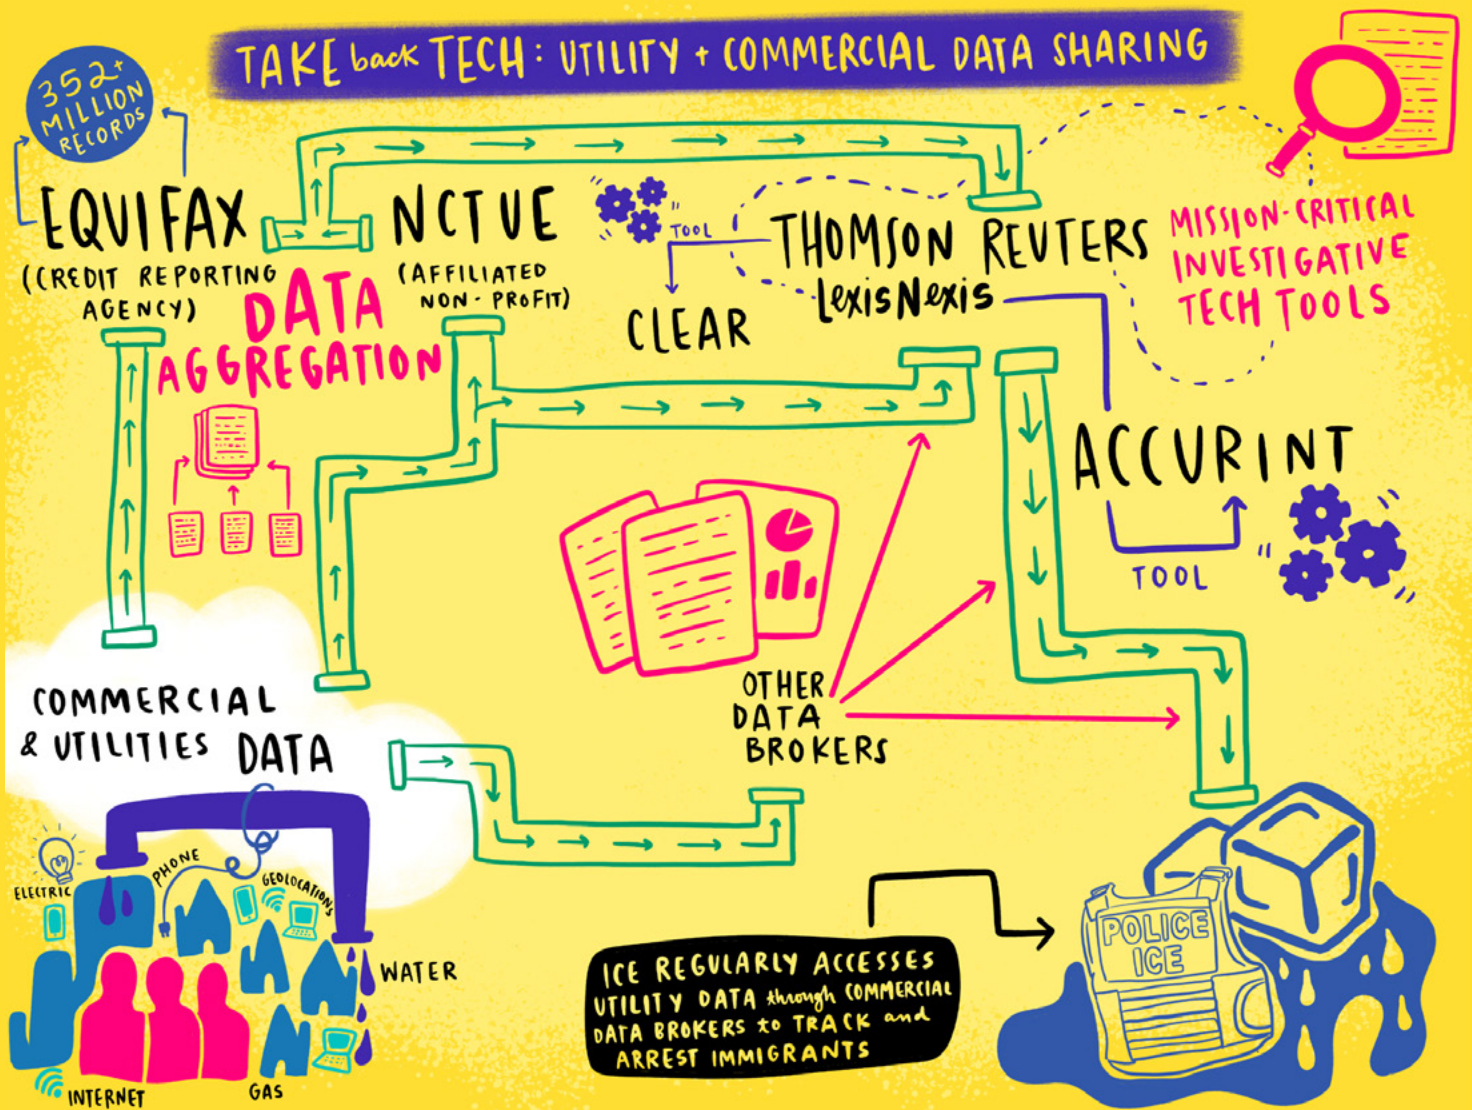 TAKE back TECH: UTILITY + COMMERCIAL DATA SHARING
352+
MILLION
RECORDS
EQUIFAX
(CREDIT REPORTING
AGENCY)
DATA
AGGREGATION
NCTUE
(AFFILIATED
NON-PROFIT)
TOOL
CLEAR
THOMSON REUTERS
LexisNexis
MISSION-CRITICAL
INVESTIGATIVE
TECH TOOLS
ACCURINT
TOOL
OTHER
DATA
BROKERS
COMMERCIAL
& UTILITIES DATA
ELECTRIC
PHONE
GEOLOCATIONS
WATER
INTERNET
GAS
ICE REGULARLY ACCESSES
UTILITY DATA through COMMERCIAL
DATA BROKERS to TRACK and
ARREST IMMIGRANTS
POLICE
ICE